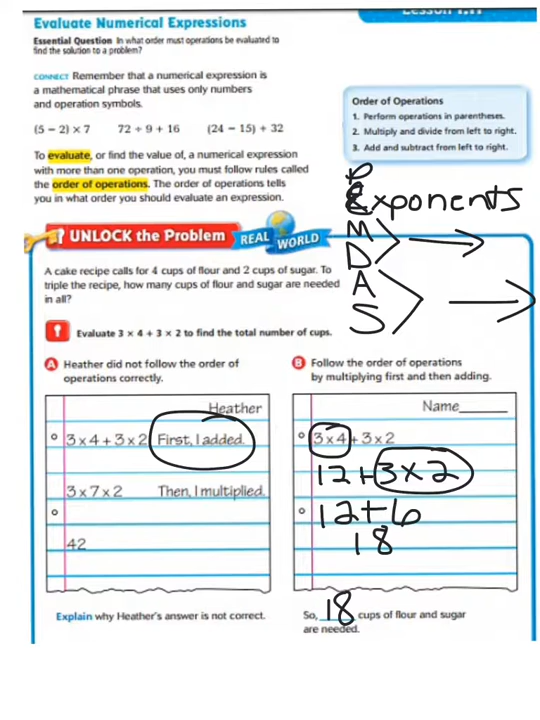 Lesson 1.11
Evaluate Numerical Expressions
Essential Question In what order must operations be evaluated to
find the solution to a problem?
CONNECT Remember that a numerical expression is
a mathematical phrase that uses only numbers
and operation symbols.
(5 − 2) × 7 72 ÷ 9 + 16 (24 − 15) + 32
To evaluate, or find the value of, a numerical expression
with more than one operation, you must follow rules called
the order of operations. The order of operations tells
you in what order you should evaluate an expression.
Order of Operations
1. Perform operations in parentheses.
2. Multiply and divide from left to right.
3. Add and subtract from left to right.
P
Exponents
M
D
A
S
UNLOCK the Problem REAL WORLD
A cake recipe calls for 4 cups of flour and 2 cups of sugar. To
triple the recipe, how many cups of flour and sugar are needed
in all?
Evaluate 3 × 4 + 3 × 2 to find the total number of cups.
A Heather did not follow the order of
operations correctly.
Heather
3 x 4 + 3 x 2 First, I added.
3 x 7 x 2 Then, I multiplied.
42
Explain why Heather's answer is not correct.
B Follow the order of operations
by multiplying first and then adding.
Name______
3 x 4 + 3 x 2
12 + 3 x 2
12 + 6
18
So, 18 cups of flour and sugar
are needed.